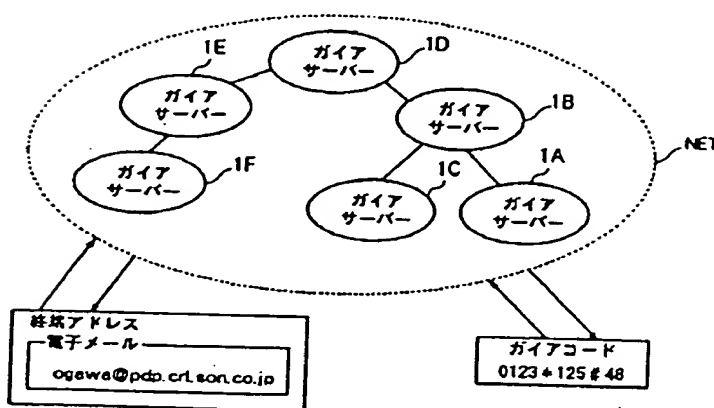 1D
ガイア
サーバー
1E
ガイア
サーバー
1B
ガイア
サーバー
NET
1F
ガイア
サーバー
1C
ガイア
サーバー
1A
ガイア
サーバー
終端アドレス
電子メール
ogawa@pdp.crl.son.co.jp
ガイアコード
0123*125#48